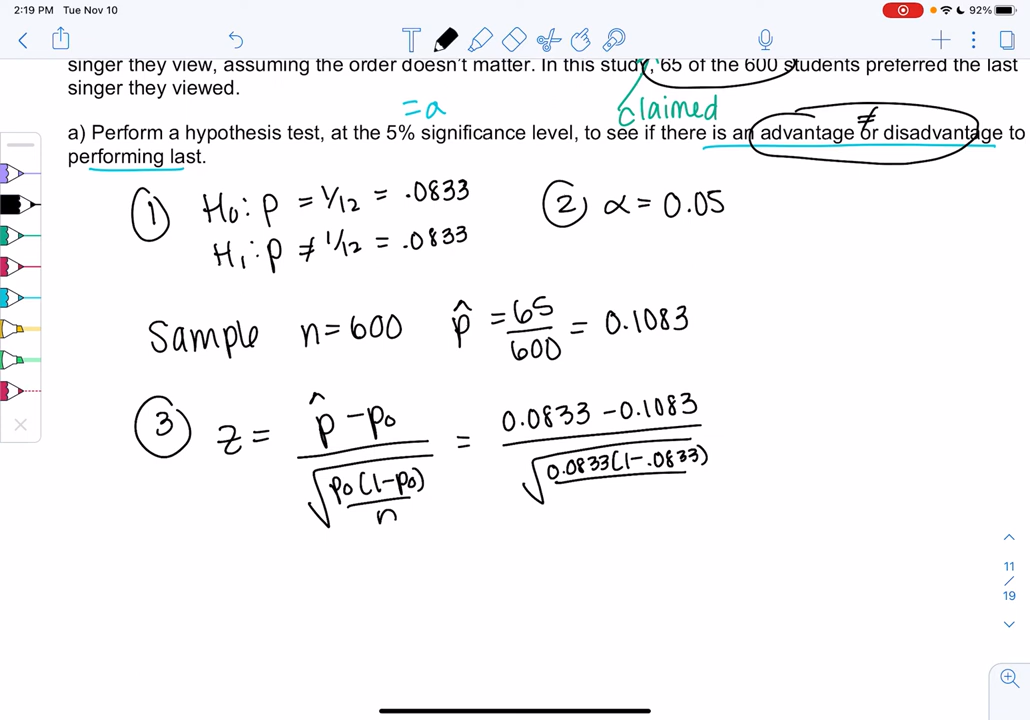 2:19 PM Tue Nov 10
92%
singer they view, assuming the order doesn't matter. In this study, 65 of the 600 students preferred the last
singer they viewed.
=a
claimed
≠
a) Perform a hypothesis test, at the 5% significance level, to see if there is an advantage or disadvantage to
performing last.
① H₀: p = 1/12 = .0833
② α = 0.05
H₁: p ≠ 1/12 = .0833
Sample n=600 p̂ = 65/600 = 0.1083
③ z = (p̂ - p₀)/√(p₀(1-p₀)/n) = (0.0833 - 0.1083)/√(0.0833(1-.0833)
11
/
19